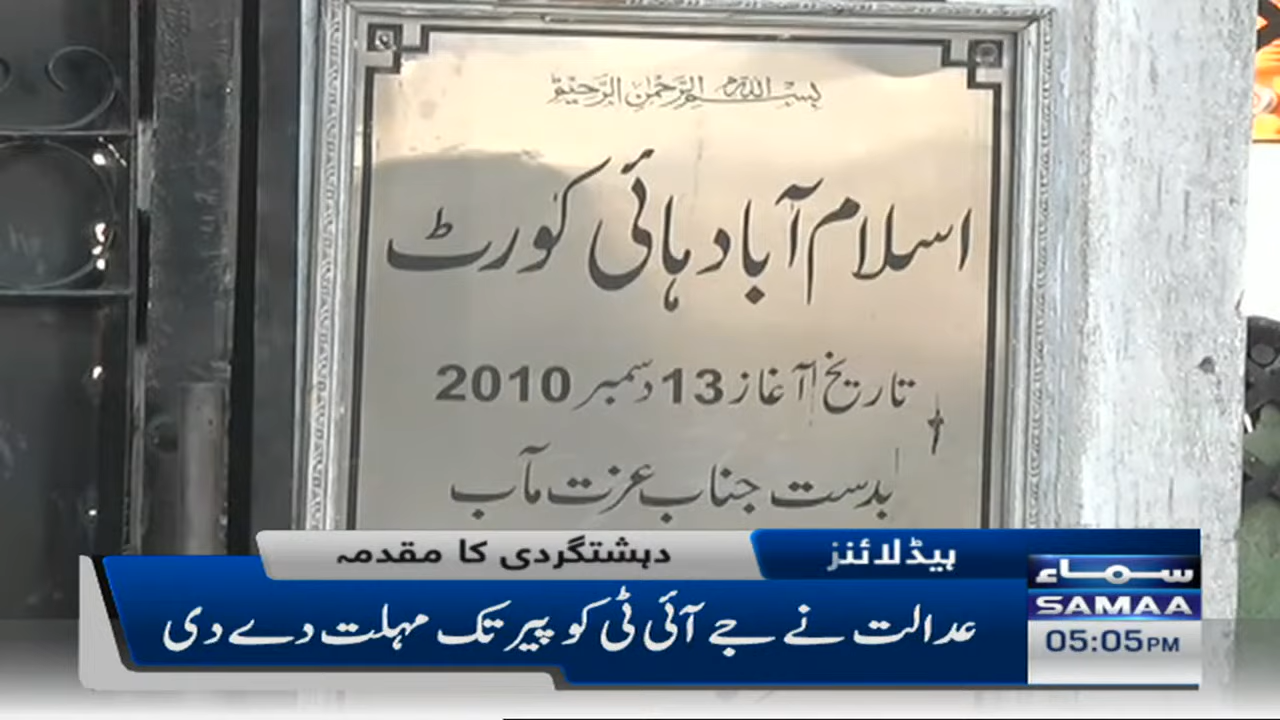 بسم اللہ الرحمن الرحیم
اسلام آباد ہائی کورٹ
تاریخ آغاز 13 دسمبر 2010
بدست جناب عزت مآب
ہیڈلائنز
دہشتگردی کا مقدمہ
عدالت نے جے آئی ٹی کو پیر تک مہلت دے دی
سماء
SAMAA
05:05PM